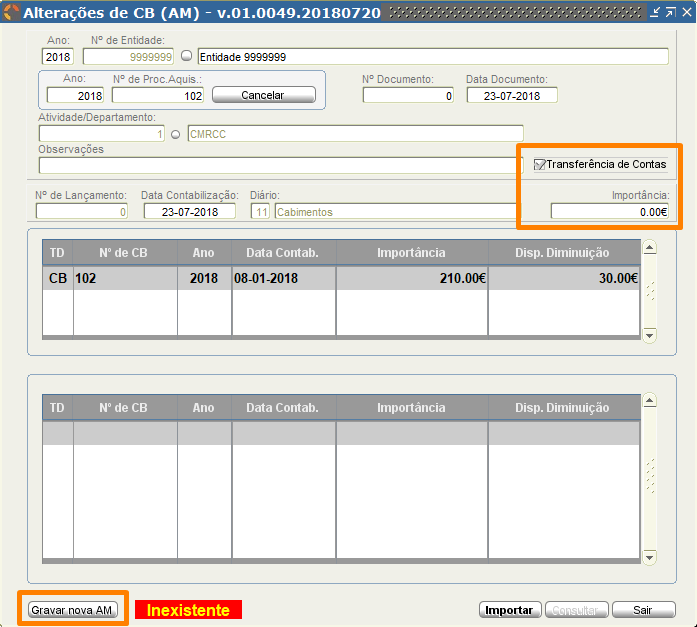 Alterações de CB (AM) - v.01.0049.20180720
Ano: Nº de Entidade:
2018 9999999 Entidade 9999999
Ano: Nº de Proc.Aquis.: Nº Documento: Data Documento:
2018 102 Cancelar 0 23-07-2018
Atividade/Departamento:
1 CMRCC
Observações
Transferência de Contas
Nº de Lançamento: Data Contabilização: Diário: Importância:
0 23-07-2018 11 Cabimentos 0.00€
TD Nº de CB Ano Data Contab. Importância Disp. Diminuição
CB 102 2018 08-01-2018 210.00€ 30.00€
TD Nº de CB Ano Data Contab. Importância Disp. Diminuição
Gravar nova AM Inexistente Importar Consultar Sair